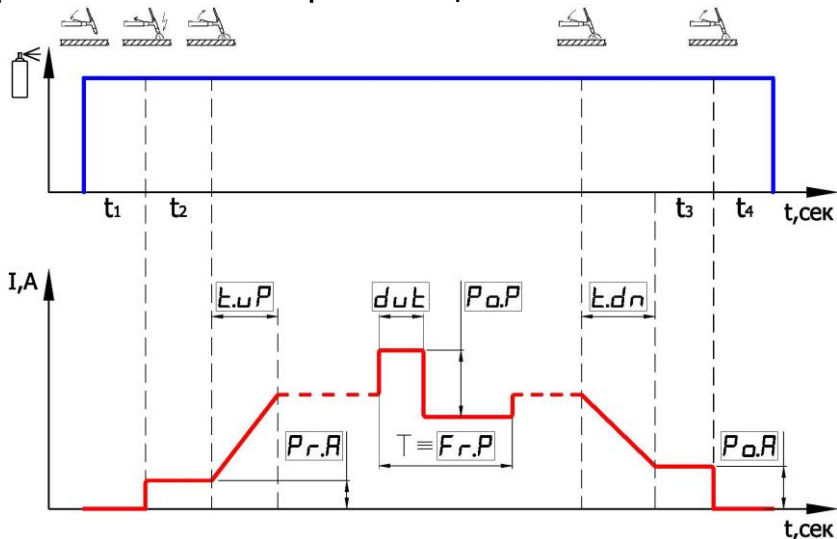 t1
t2
t3
t4
t,сек
I,A
t.uP
dut
Po.P
t.dn
Pr.A
T ≡ Fr.P
Po.A
t,сек